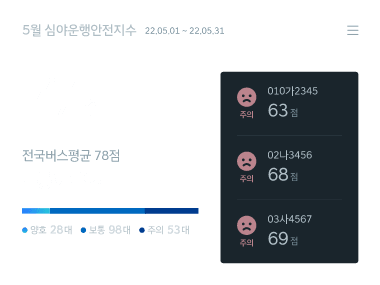 5월 심야운행안전지수 22.05.01 ~ 22.05.31
전국버스평균 78점
양호 28대 보통 98대 주의 53대
010가2345
주의 63점
02나3456
주의 68점
03사4567
주의 69점